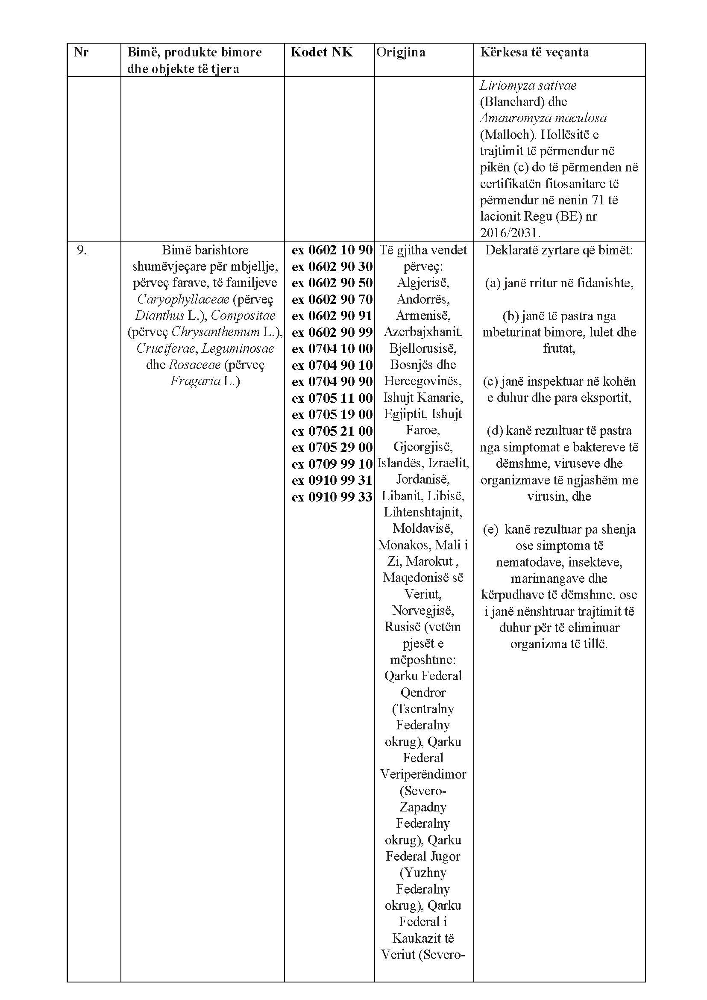 Nr
Bimë, produkte bimore
dhe objekte të tjera
Kodet NK
Origjina
Kërkesa të veçanta
Liriomyza sativae
(Blanchard) dhe
Amauromyza maculosa
(Malloch). Hollësitë e
trajtimit të përmendur në
pikën (c) do të përmenden në
certifikatën fitosanitare të
përmendur në nenin 71 të
lacionit Regu (BE) nr
2016/2031.
9.
Bimë barishtore
shumëvjeçare për mbjellje,
përveç farave, të familjeve
Caryophyllaceae (përveç
Dianthus L.), Compositae
(përveç Chrysanthemum L.),
Cruciferae, Leguminosae
dhe Rosaceae (përveç
Fragaria L.)
ex 0602 10 90
ex 0602 90 30
ex 0602 90 50
ex 0602 90 70
ex 0602 90 91
ex 0602 90 99
ex 0704 10 00
ex 0704 90 10
ex 0704 90 90
ex 0705 11 00
ex 0705 19 00
ex 0705 21 00
ex 0705 29 00
ex 0709 99 10
ex 0910 99 31
ex 0910 99 33
Të gjitha vendet
përveç:
Algjerisë,
Andorrës,
Armenisë,
Azerbajxhanit,
Bjellorusisë,
Bosnjës dhe
Hercegovinës,
Ishujt Kanarie,
Egjiptit, Ishujt
Faroe,
Gjeorgjisë,
Islandës, Izraelit,
Jordanisë,
Libanit, Libisë,
Lihtenshtajnit,
Moldavisë,
Monakos, Mali i
Zi, Marokut ,
Maqedonisë së
Veriut,
Norvegjisë,
Rusisë (vetëm
pjesët e
mëposhtme:
Qarku Federal
Qendror
(Tsentralny
Federalny
okrug), Qarku
Federal
Veriperëndimor
(Severo-
Zapadny
Federalny
okrug), Qarku
Federal Jugor
(Yuzhny
Federalny
okrug), Qarku
Federal i
Kaukazit të
Veriut (Severo-
Deklaratë zyrtare që bimët:
(a) janë rritur në fidanishte,
(b) janë të pastra nga
mbeturinat bimore, lulet dhe
frutat,
(c) janë inspektuar në kohën
e duhur dhe para eksportit,
(d) kanë rezultuar të pastra
nga simptomat e baktereve të
dëmshme, viruseve dhe
organizmave të ngjashëm me
virusin, dhe
(e) kanë rezultuar pa shenja
ose simptoma të
nematodave, insekteve,
marimangave dhe
kërpudhave të dëmshme, ose
i janë nënshtruar trajtimit të
duhur për të eliminuar
organizma të tillë.